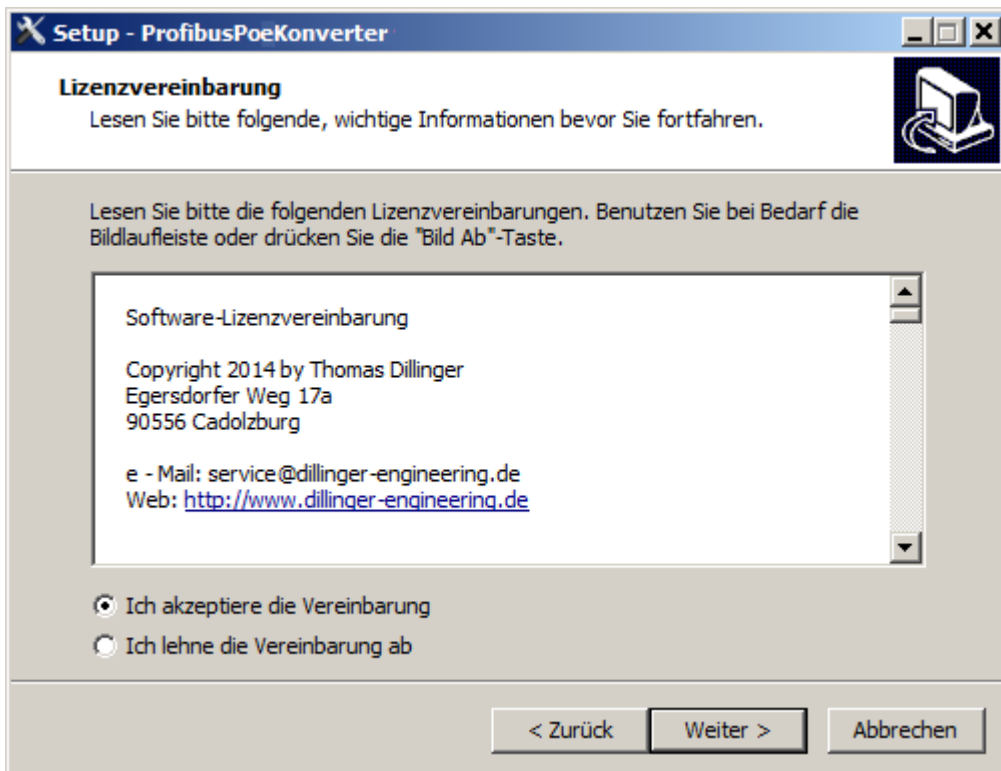 Setup - ProfibusPoeKonverter
Lizenzvereinbarung
Lesen Sie bitte folgende, wichtige Informationen bevor Sie fortfahren.
Lesen Sie bitte die folgenden Lizenzvereinbarungen. Benutzen Sie bei Bedarf die
Bildlaufleiste oder drücken Sie die "Bild Ab"-Taste.
Software-Lizenzvereinbarung
Copyright 2014 by Thomas Dillinger
Egersdorfer Weg 17a
90556 Cadolzburg
e - Mail: service@dillinger-engineering.de
Web: http://www.dillinger-engineering.de
Ich akzeptiere die Vereinbarung
Ich lehne die Vereinbarung ab
< Zurück
Weiter >
Abbrechen